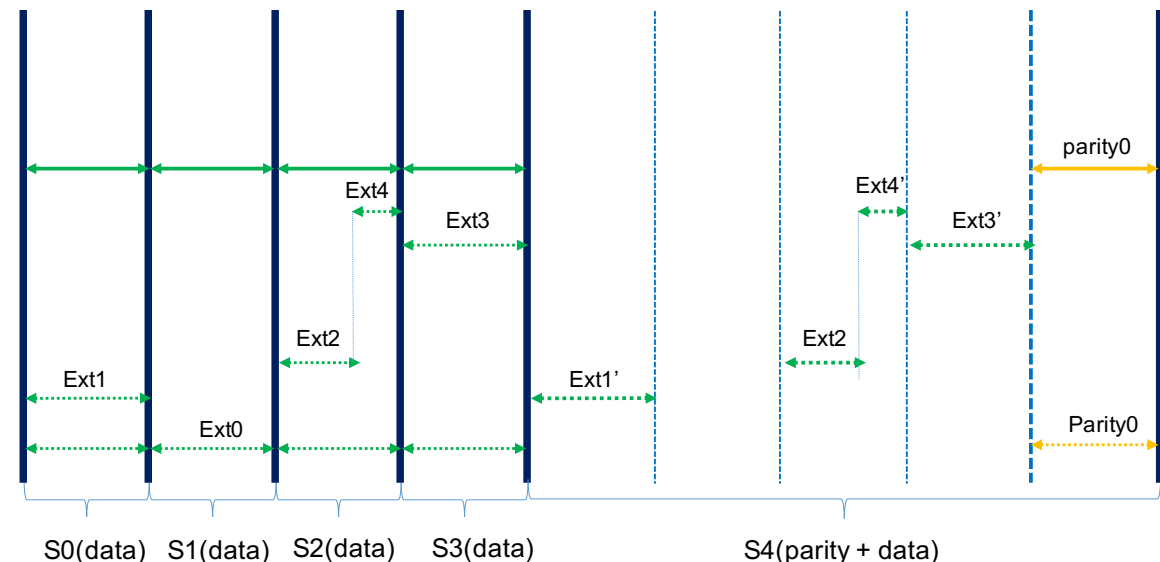 parity0
Ext4
Ext4’
Ext3
Ext3’
Ext2
Ext2
Ext1
Ext1’
Ext0
Parity0
S0(data)
S1(data)
S2(data)
S3(data)
S4(parity + data)